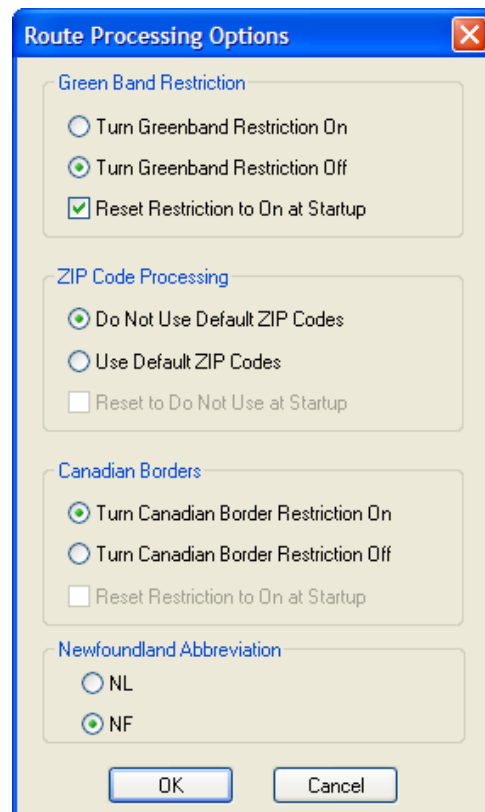 Route Processing Options
Green Band Restriction
Turn Greenband Restriction On
Turn Greenband Restriction Off
Reset Restriction to On at Startup
ZIP Code Processing
Do Not Use Default ZIP Codes
Use Default ZIP Codes
Reset to Do Not Use at Startup
Canadian Borders
Turn Canadian Border Restriction On
Turn Canadian Border Restriction Off
Reset Restriction to On at Startup
Newfoundland Abbreviation
NL
NF
OK Cancel